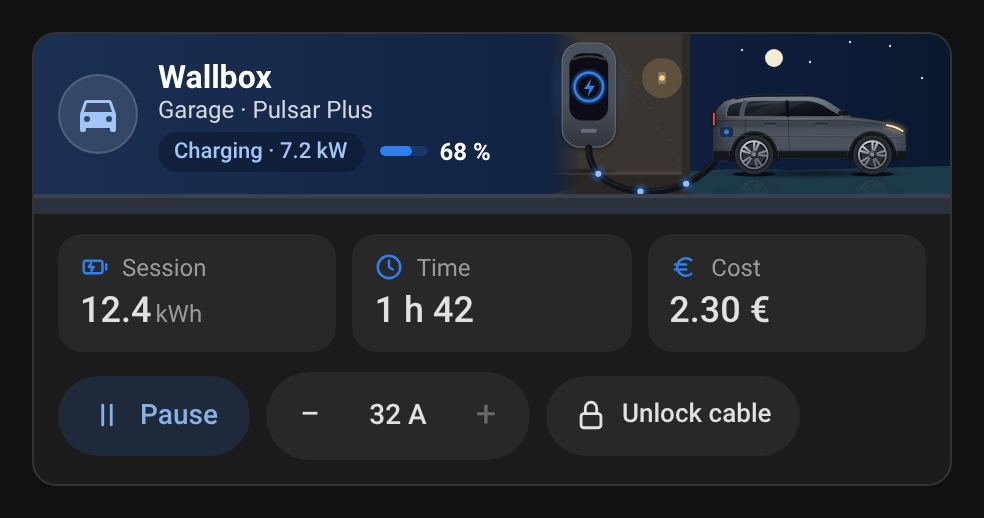 Wallbox
Garage · Pulsar Plus
Charging · 7.2 kW
68 %
Session
12.4 kWh
Time
1 h 42
Cost
2.30 €
Pause
− 32 A +
Unlock cable